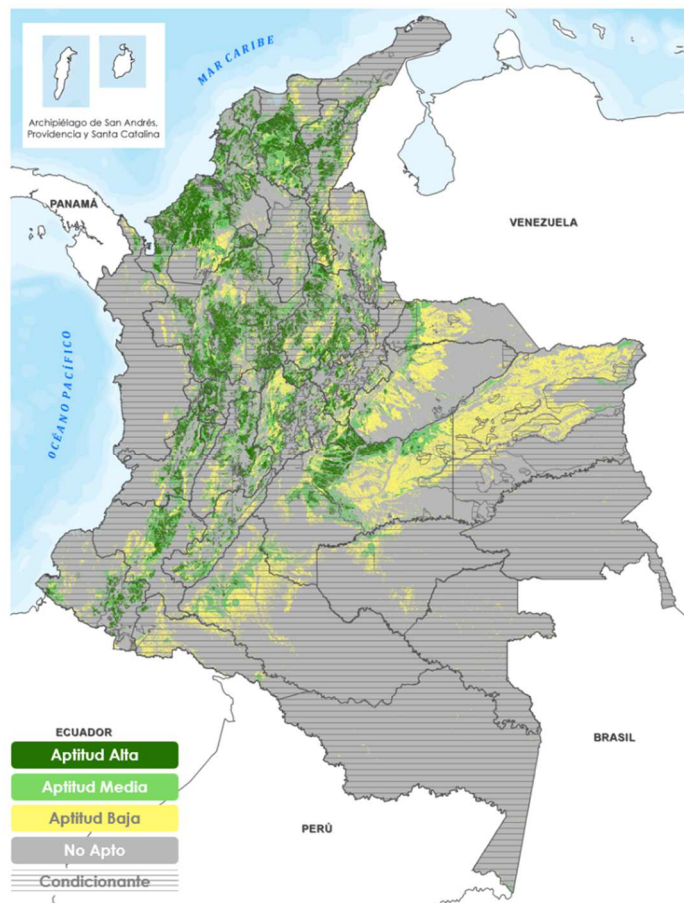 MAR CARIBE
Archipiélago de San Andrés,
Providencia y Santa Catalina
PANAMÁ
VENEZUELA
OCÉANO PACÍFICO
ECUADOR
BRASIL
PERÚ
Aptitud Alta
Aptitud Media
Aptitud Baja
No Apto
Condicionante